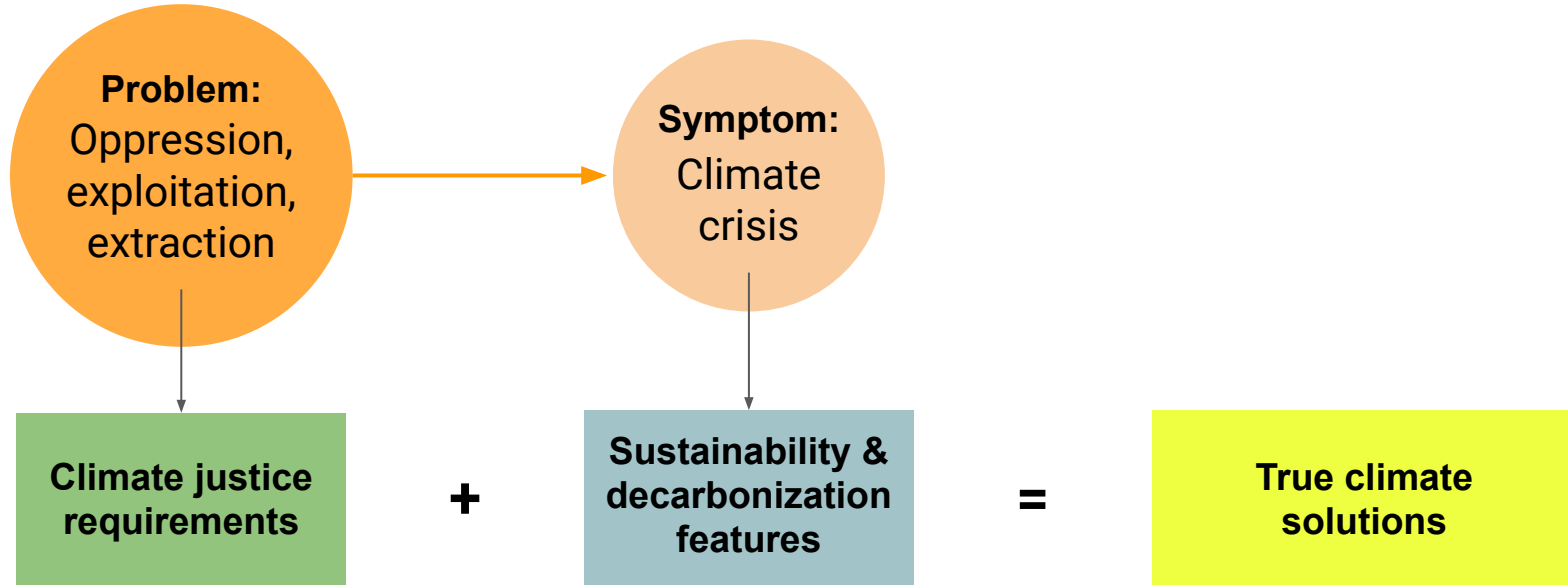 Problem:
Oppression,
exploitation,
extraction
Symptom:
Climate
crisis
Climate justice
requirements
+
Sustainability &
decarbonization
features
=
True climate
solutions